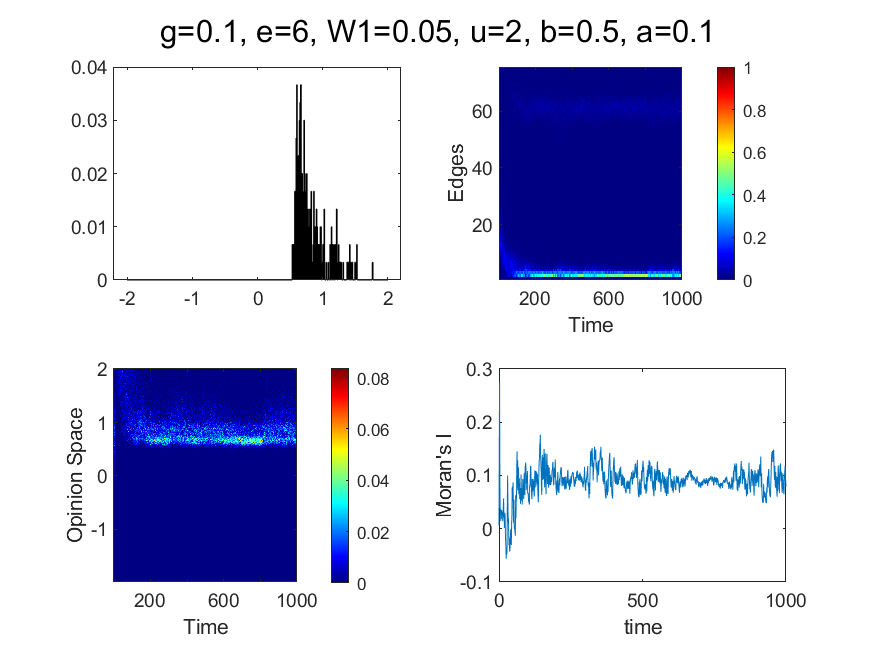 g=0.1, e=6, W1=0.05, u=2, b=0.5, a=0.1
0.04
0.03
0.02
0.01
0
-2 -1 0 1 2
Edges
60
40
20
200 600 1000
Time
1
0.8
0.6
0.4
0.2
0
Opinion Space
2
1
0
-1
200 600 1000
Time
0.08
0.06
0.04
0.02
0
Moran's I
0.3
0.2
0.1
0
-0.1
0 500 1000
time